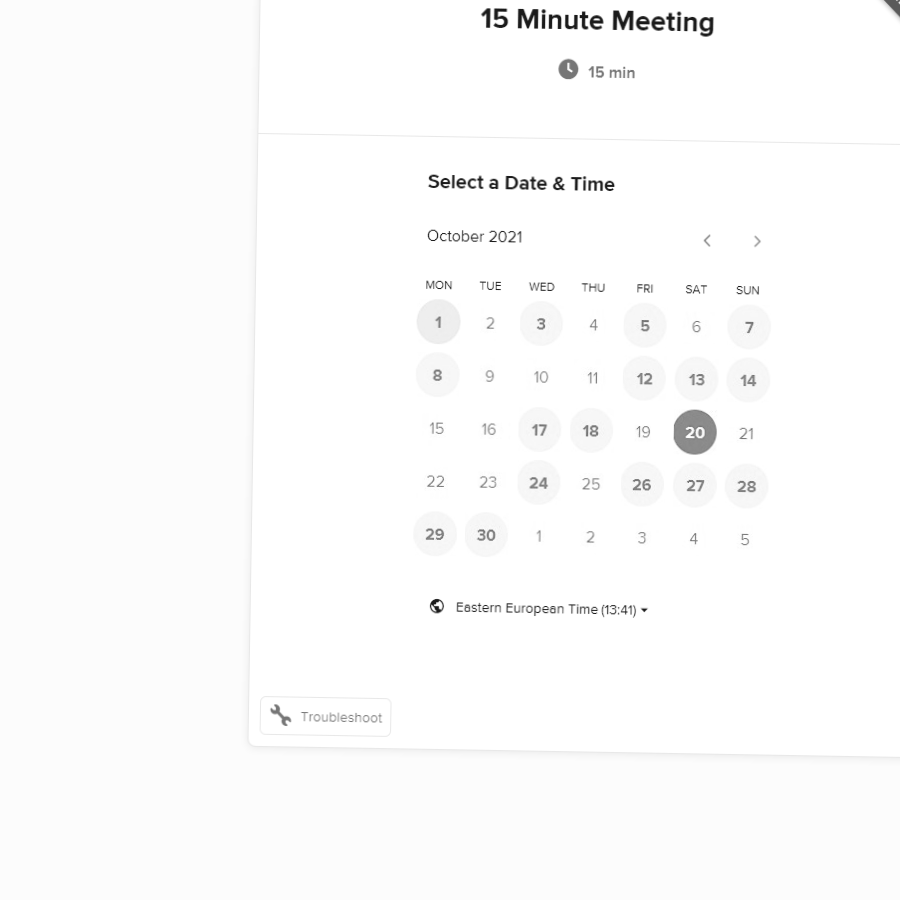 15 Minute Meeting
15 min
Select a Date & Time
October 2021
MON TUE WED THU FRI SAT SUN
1 2 3 4 5 6 7
8 9 10 11 12 13 14
15 16 17 18 19 20 21
22 23 24 25 26 27 28
29 30 1 2 3 4 5
Eastern European Time (13:41)
Troubleshoot